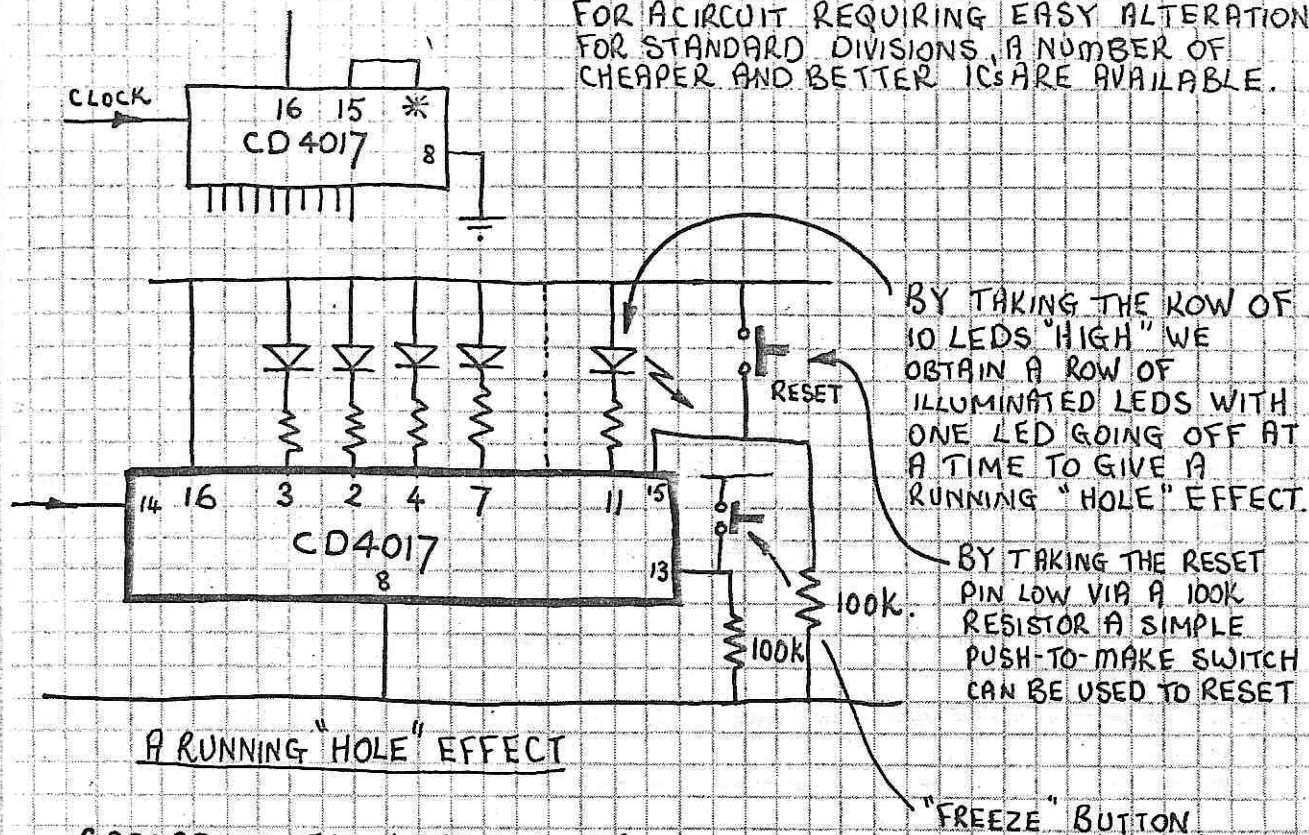 FOR A CIRCUIT REQUIRING EASY ALTERATION
FOR STANDARD DIVISIONS, A NUMBER OF
CHEAPER AND BETTER ICs ARE AVAILABLE.
CLOCK
16 15 *
CD 4017
8
BY TAKING THE ROW OF
10 LEDS "HIGH" WE
OBTAIN A ROW OF
ILLUMINATED LEDS WITH
ONE LED GOING OFF AT
A TIME TO GIVE A
RUNNING "HOLE" EFFECT.
RESET
14 16 3 2 4 7 11 15
CD4017
8
13
100K.
100K
BY TAKING THE RESET
PIN LOW VIA A 100K
RESISTOR A SIMPLE
PUSH-TO-MAKE SWITCH
CAN BE USED TO RESET
A RUNNING "HOLE" EFFECT
"FREEZE" BUTTON